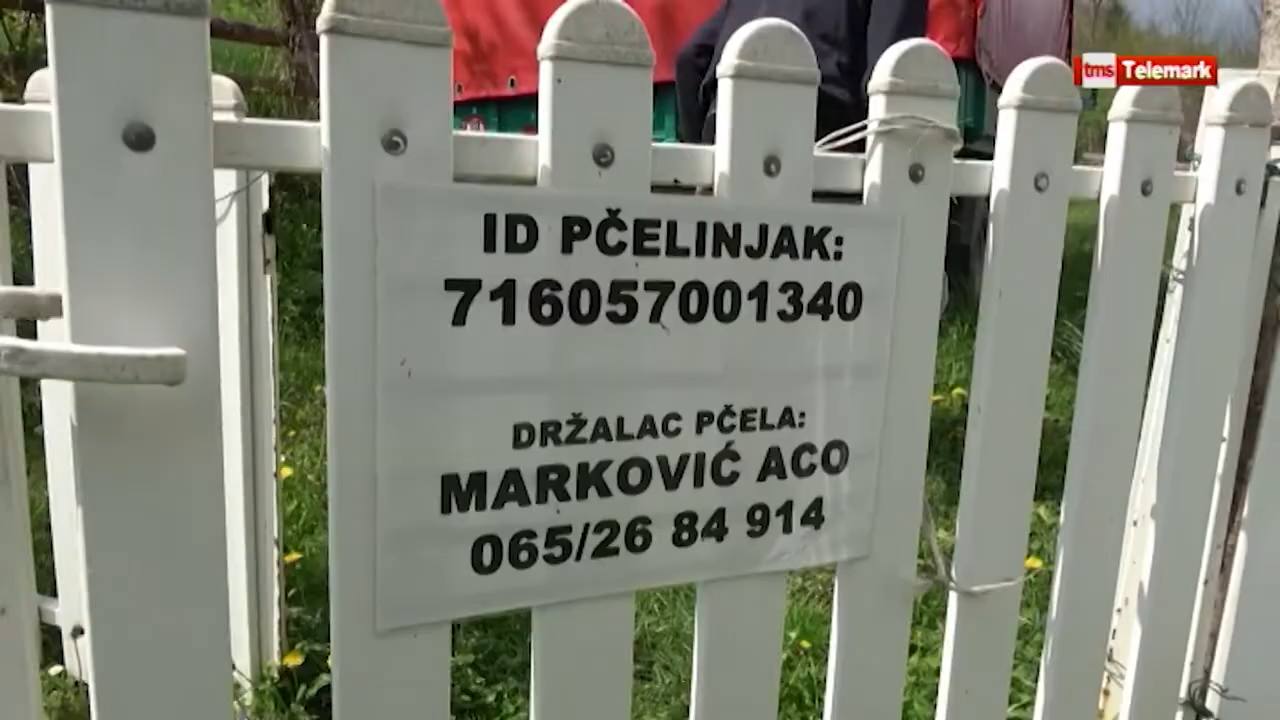 tms Telemark
ID PČELINJAK:
716057001340
DRŽALAC PČELA:
MARKOVIĆ ACO
065/26 84 914